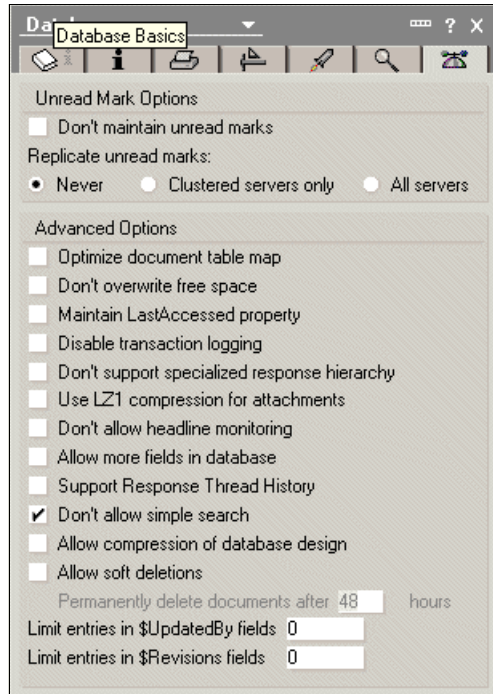 Database Basics
? X
Unread Mark Options
Don't maintain unread marks
Replicate unread marks:
Never Clustered servers only All servers
Advanced Options
Optimize document table map
Don't overwrite free space
Maintain LastAccessed property
Disable transaction logging
Don't support specialized response hierarchy
Use LZ1 compression for attachments
Don't allow headline monitoring
Allow more fields in database
Support Response Thread History
Don't allow simple search
Allow compression of database design
Allow soft deletions
Permanently delete documents after 48 hours
Limit entries in $UpdatedBy fields 0
Limit entries in $Revisions fields 0